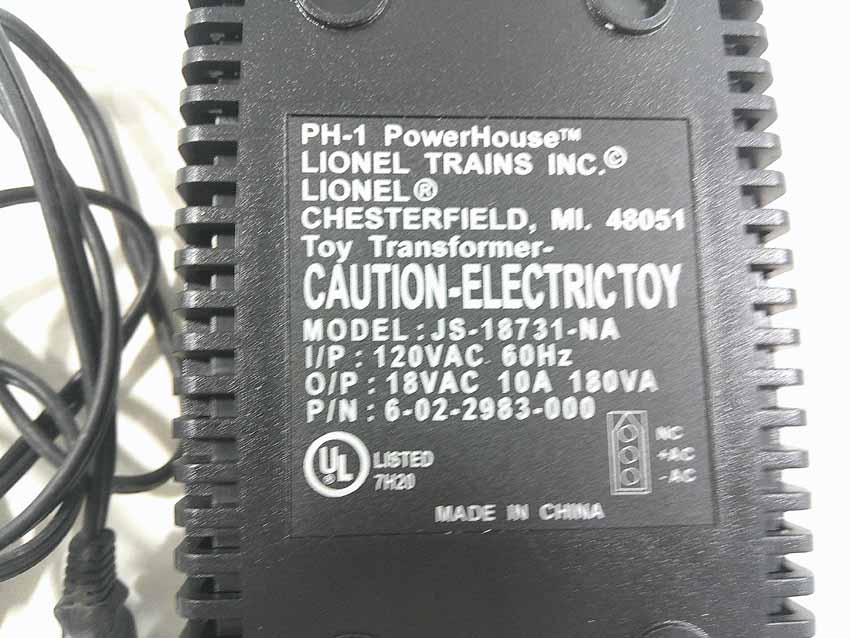 PH-1 PowerHouse™
LIONEL TRAINS INC.©
LIONEL®
CHESTERFIELD, MI. 48051
Toy Transformer-
CAUTION-ELECTRICTOY
MODEL : JS-18731-NA
I/P : 120VAC 60Hz
O/P : 18VAC 10A 180VA
P/N : 6-02-2983-000
UL® LISTED
7H20
NC
+AC
-AC
MADE IN CHINA